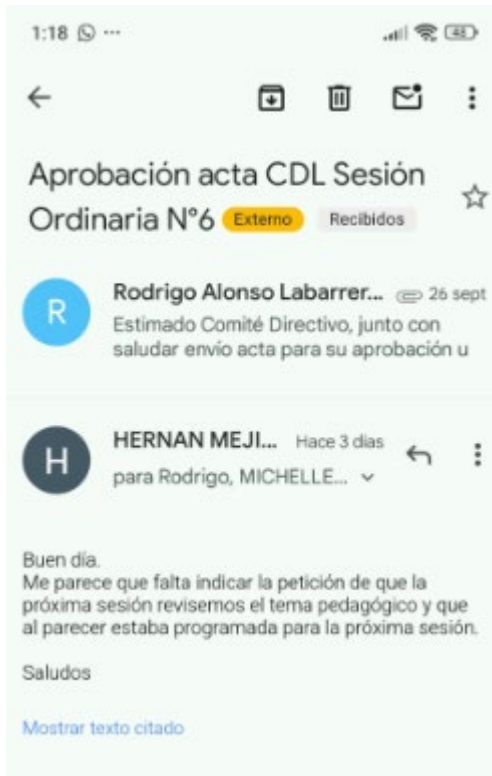 1:18 ...
48
Aprobación acta CDL Sesión
Ordinaria N°6 Externo Recibidos
R
Rodrigo Alonso Labarrer... 26 sept
Estimado Comité Directivo, junto con
saludar envío acta para su aprobación u
H
HERNAN MEJI... Hace 3 días
para Rodrigo, MICHELLE...
Buen día.
Me parece que falta indicar la petición de que la
próxima sesión revisemos el tema pedagógico y que
al parecer estaba programada para la próxima sesión.
Saludos
Mostrar texto citado